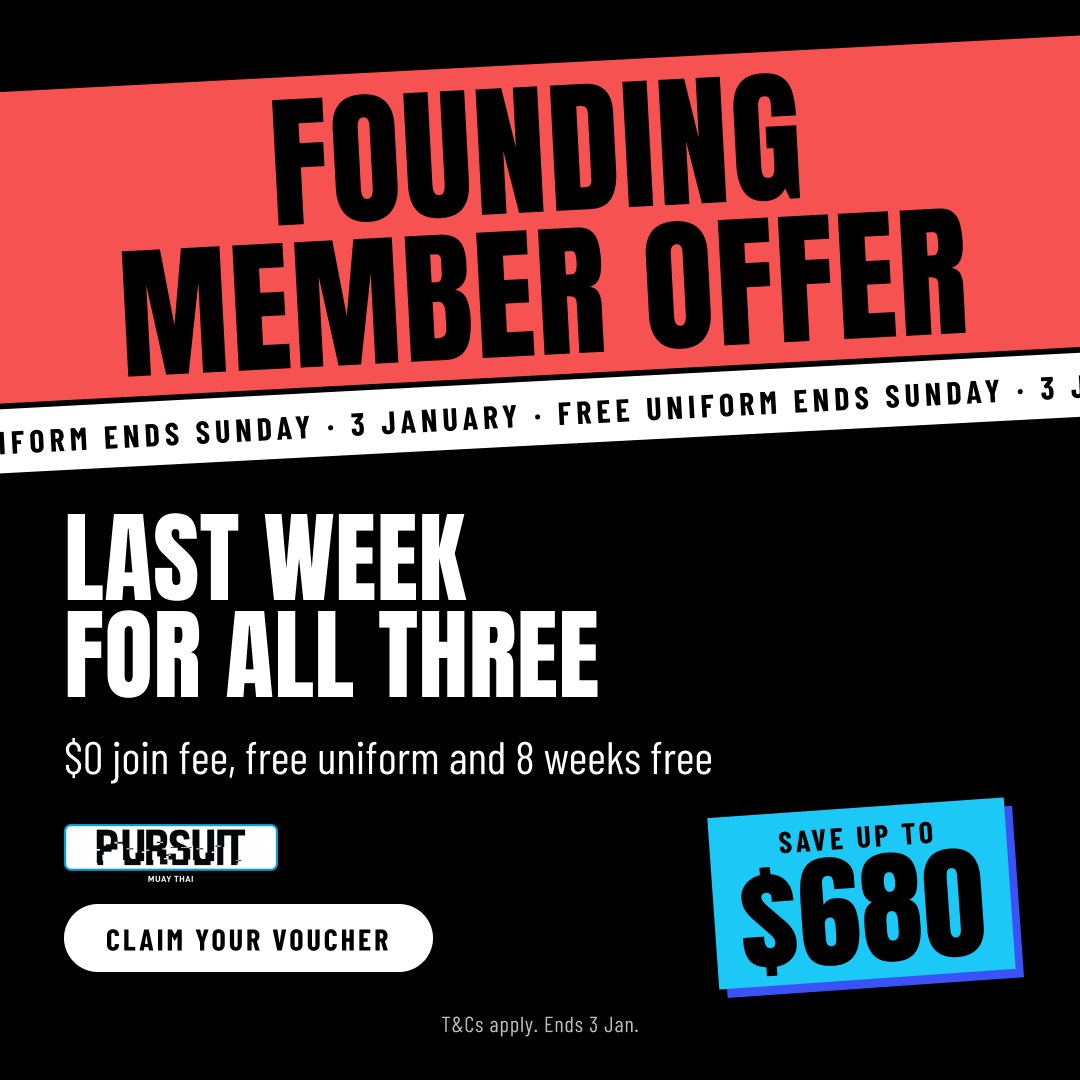 FOUNDING
MEMBER OFFER
ENDS SUNDAY · 3 JANUARY · FREE UNIFORM ENDS SUNDAY · 3
LAST WEEK
FOR ALL THREE
$0 join fee, free uniform and 8 weeks free
PURSUIT
MUAY THAI
SAVE UP TO
$680
CLAIM YOUR VOUCHER
T&Cs apply. Ends 3 Jan.